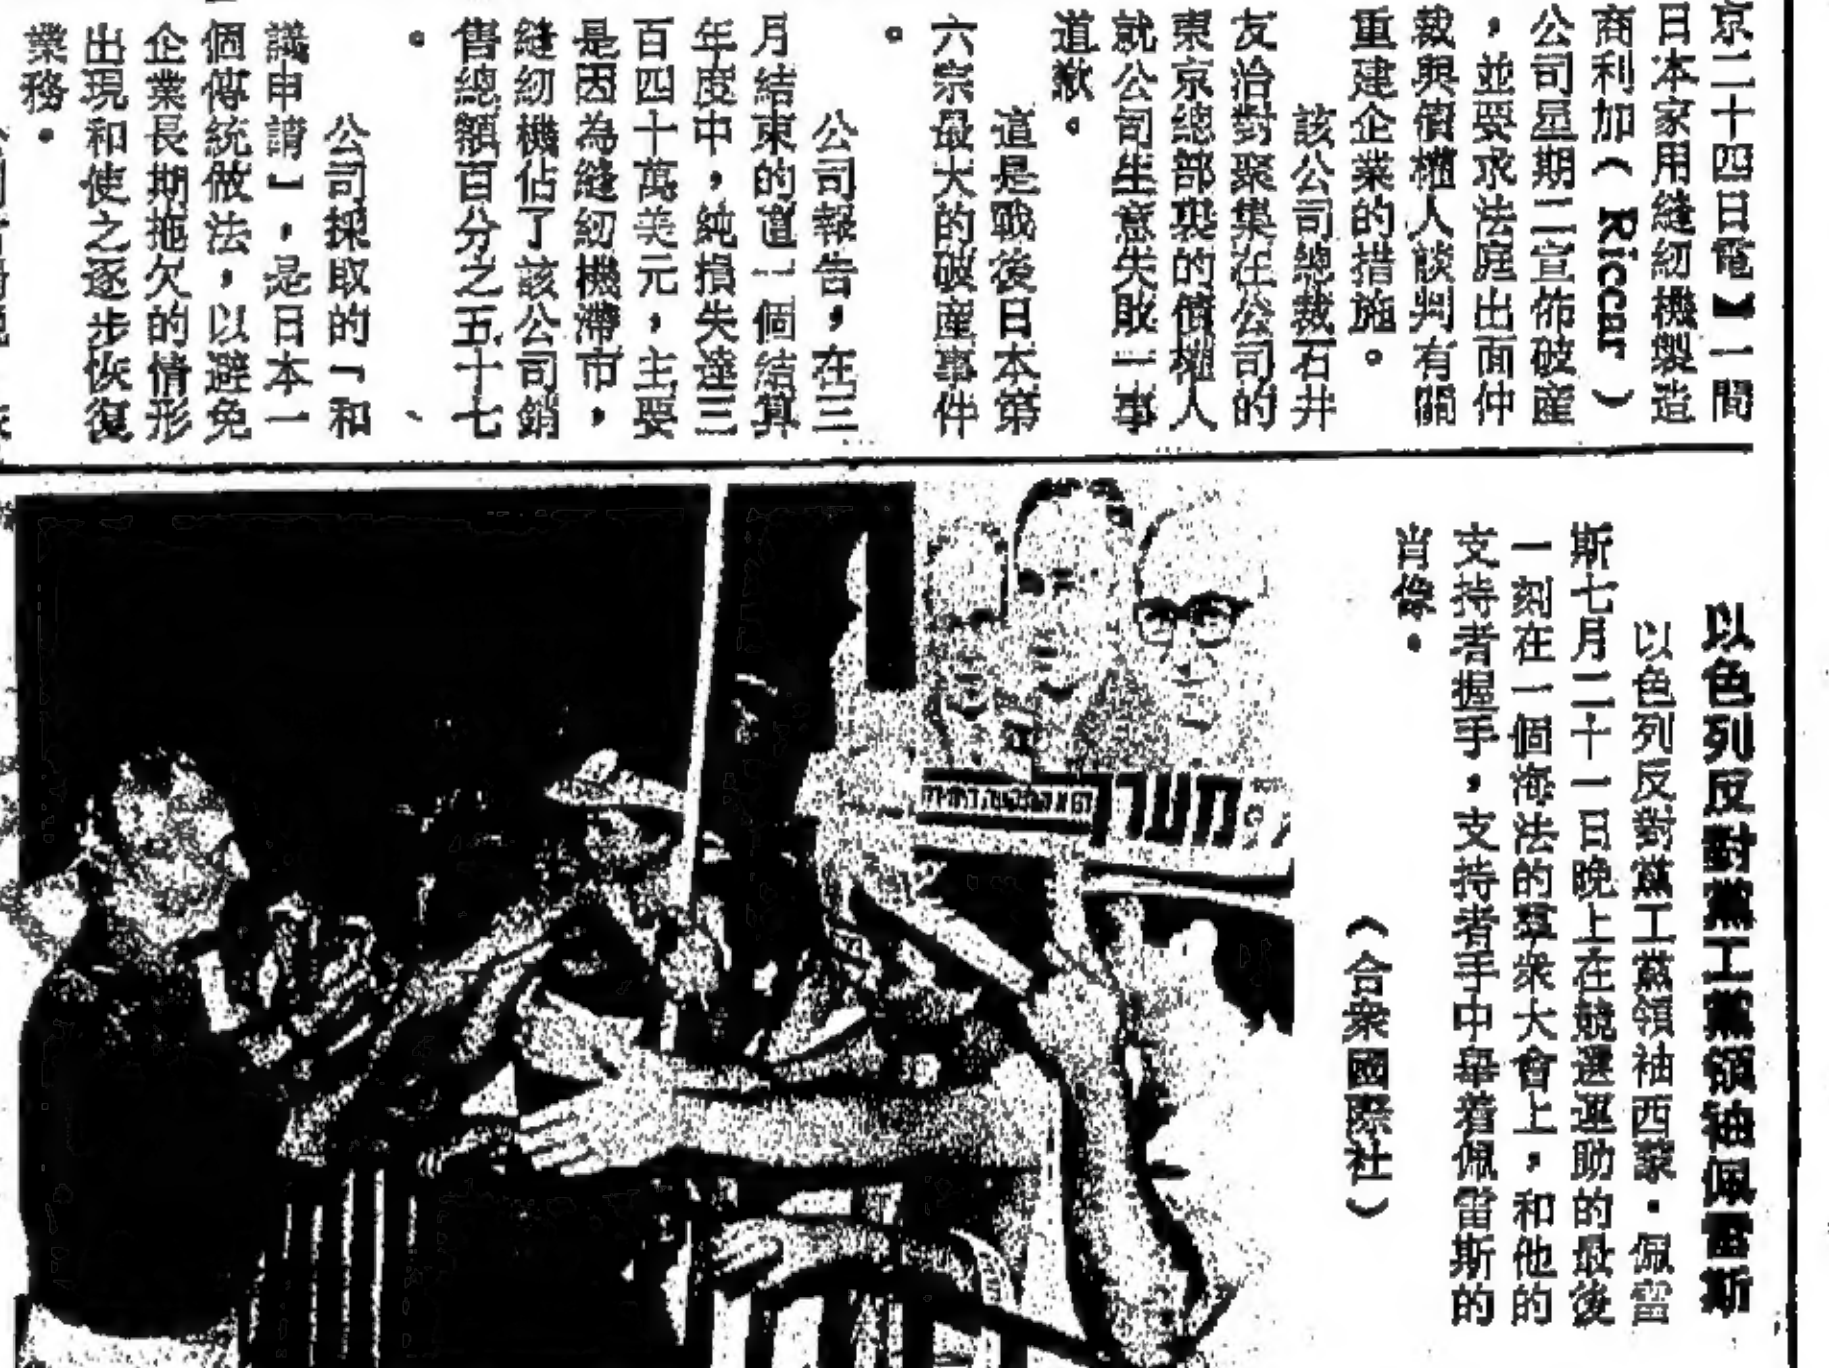 京二十四日電】一間
日本家用縫紉機製造
商利加(Riccar)
公司星期二宣佈破產
，並要求法庭出面仲
裁與債權人談判有關
重建企業的措施。
該公司總裁石井
友治對聚集在公司的
東京總部裏的債權人
就公司生意失敗一事
道歉。
這是戰後日本第
六宗最大的破產事件
。
公司報告，在三
月結束的這一個結算
年度中，純損失達三
百四十萬美元，主要
是因為縫紉機滯市，
縫紉機佔了該公司銷
售總額百分之五十七
。
公司採取的「和
議申請」，是日本一
個傳統做法，以避免
企業長期拖欠的情形
出現和使之逐步恢復
業務。
以色列反對黨工黨領袖佩雷斯
以色列反對黨工黨領袖西蒙·佩雷
斯七月二十一日晚上在競選運動的最後
一刻在一個海法的羣衆大會上，和他的
支持者握手，支持者手中舉着佩雷斯的
肖像。
(合衆國際社)